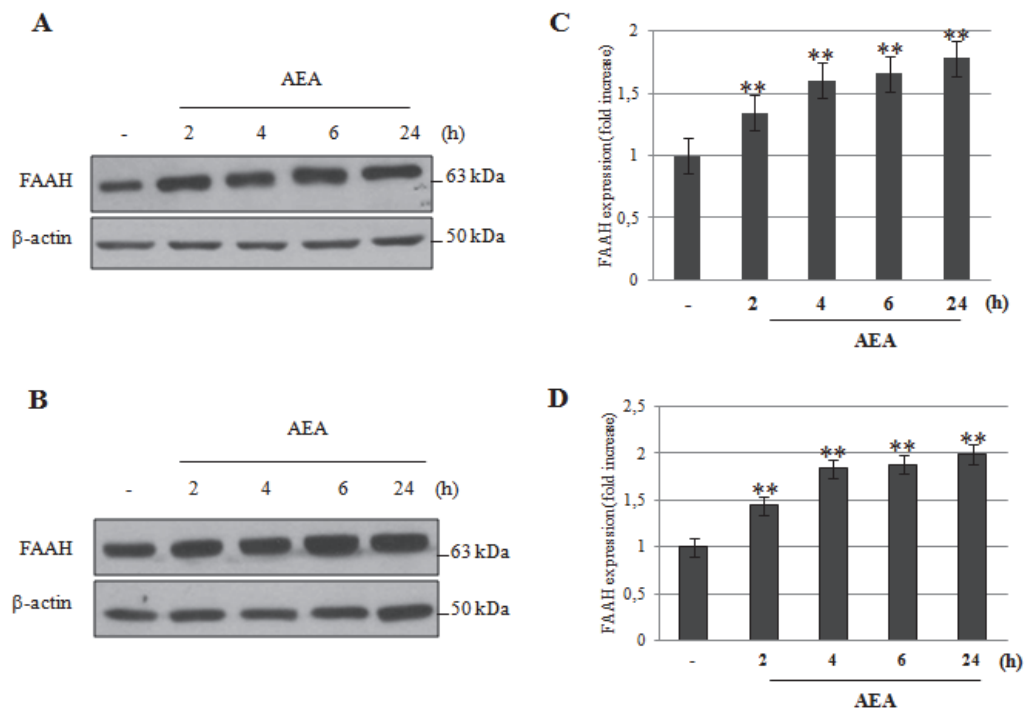 A
AEA
- 2 4 6 24 (h)
FAAH
63 kDa
β-actin
50 kDa
C
FAAH expression (fold increase)
2
1,5
1
0,5
0
** ** ** **
- 2 4 6 24 (h)
AEA
B
AEA
- 2 4 6 24 (h)
FAAH
63 kDa
β-actin
50 kDa
D
FAAH expression (fold increase)
2,5
2
1,5
1
0,5
0
** ** ** **
- 2 4 6 24 (h)
AEA